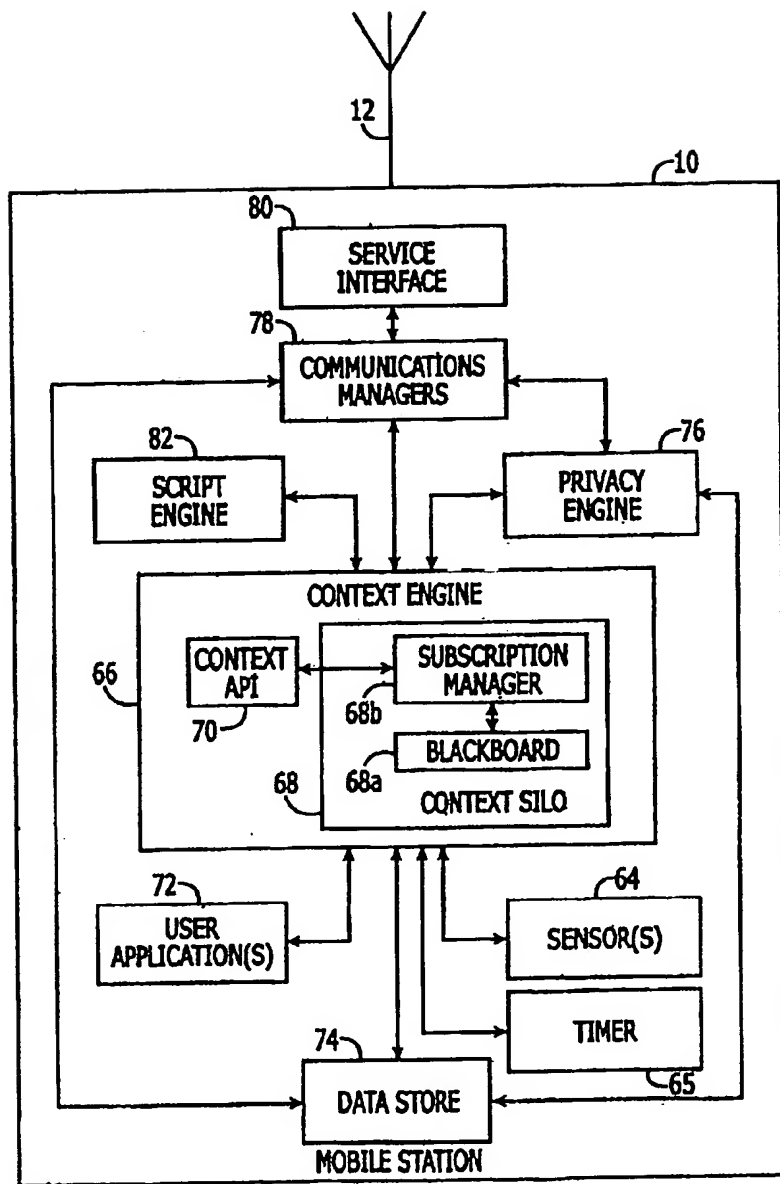 12
10
80
SERVICE
INTERFACE
78
COMMUNICATIONS
MANAGERS
82
SCRIPT
ENGINE
76
PRIVACY
ENGINE
CONTEXT ENGINE
66
CONTEXT
API
70
SUBSCRIPTION
MANAGER
68b
BLACKBOARD
68a
68
CONTEXT SILO
72
USER
APPLICATION(S)
64
SENSOR(S)
TIMER
65
74
DATA STORE
MOBILE STATION